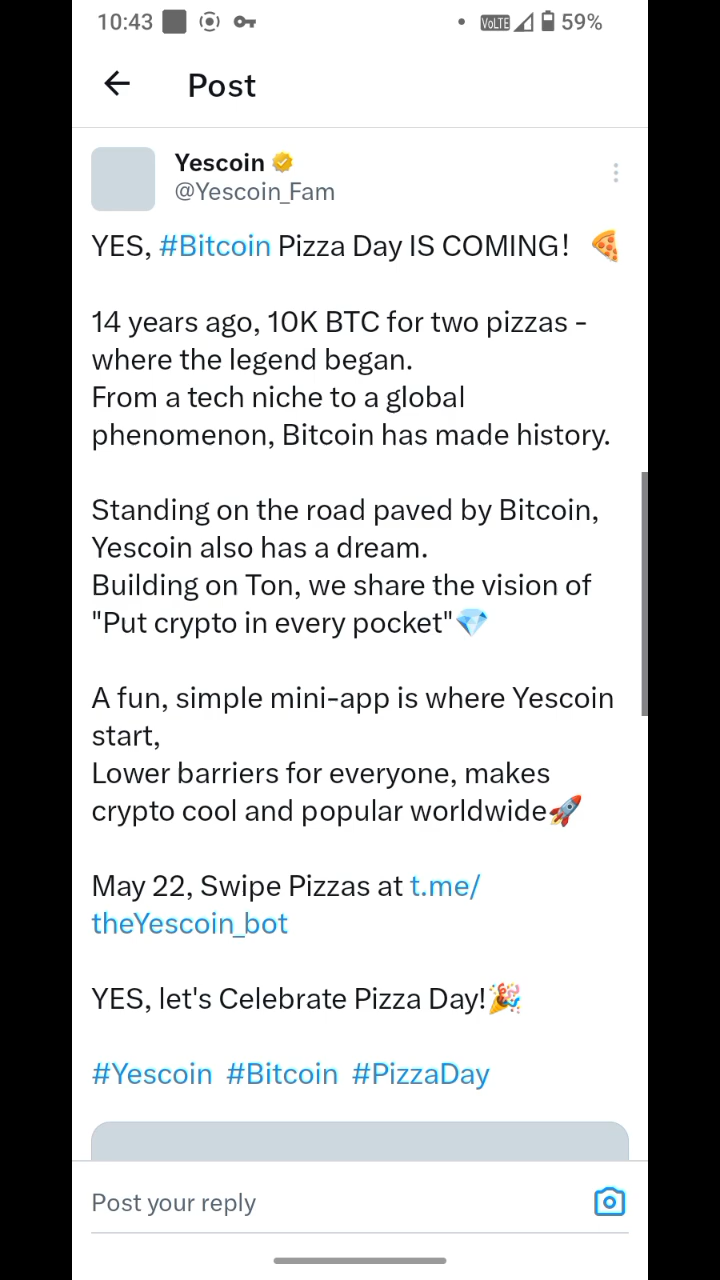 10:43 VoLTE 59%
Post
Yescoin
@Yescoin_Fam
YES, #Bitcoin Pizza Day IS COMING! 🍕
14 years ago, 10K BTC for two pizzas -
where the legend began.
From a tech niche to a global
phenomenon, Bitcoin has made history.
Standing on the road paved by Bitcoin,
Yescoin also has a dream.
Building on Ton, we share the vision of
"Put crypto in every pocket"💎
A fun, simple mini-app is where Yescoin
start,
Lower barriers for everyone, makes
crypto cool and popular worldwide🚀
May 22, Swipe Pizzas at t.me/
theYescoin_bot
YES, let's Celebrate Pizza Day!🎉
#Yescoin #Bitcoin #PizzaDay
Post your reply